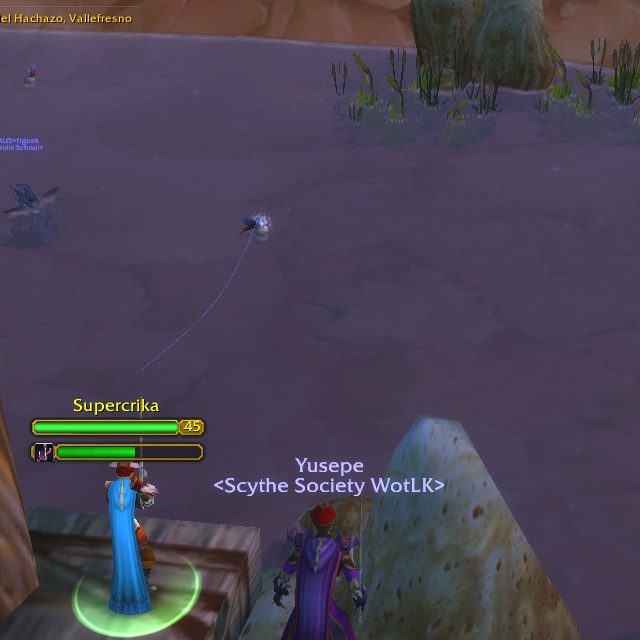 el Hachazo, Vallefresno
Supercrika
45
Yusepe
<Scythe Society WotLK>